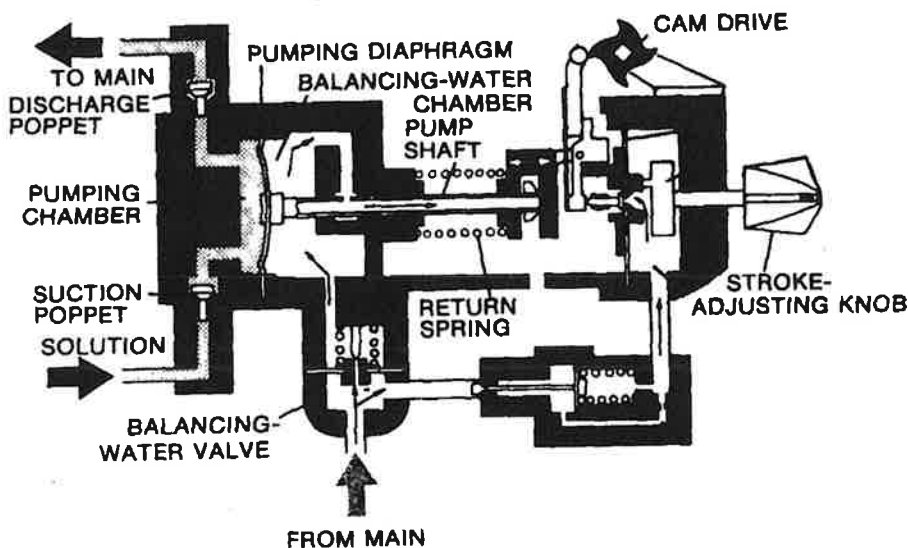 CAM DRIVE
PUMPING DIAPHRAGM
BALANCING-WATER
CHAMBER
PUMP
SHAFT
TO MAIN
DISCHARGE
POPPET
PUMPING
CHAMBER
SUCTION
POPPET
SOLUTION
RETURN
SPRING
STROKE-
ADJUSTING KNOB
BALANCING-
WATER VALVE
FROM MAIN